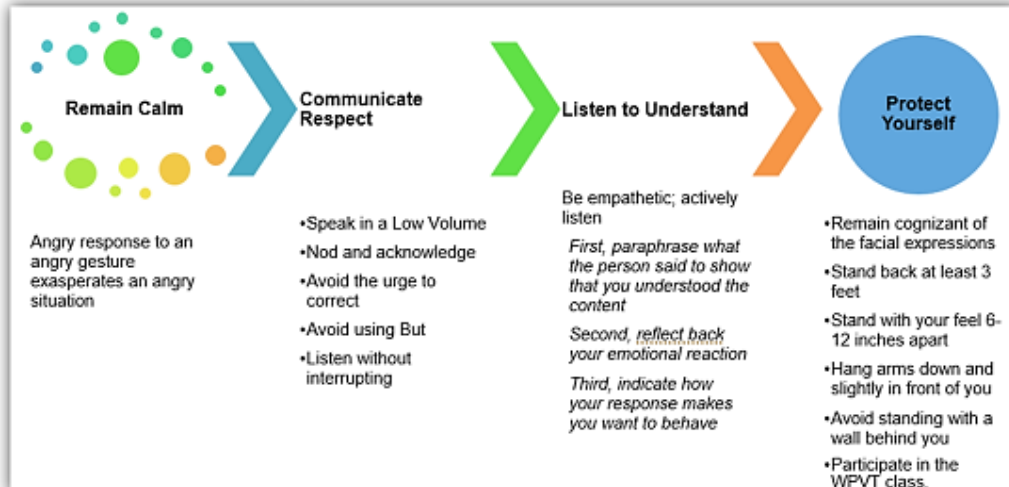 Remain Calm
Angry response to an
angry gesture
exasperates an angry
situation
Communicate
Respect
•Speak in a Low Volume
•Nod and acknowledge
•Avoid the urge to
correct
•Avoid using But
•Listen without
interrupting
Listen to Understand
Be empathetic; actively
listen
First, paraphrase what
the person said to show
that you understood the
content
Second, reflect back
your emotional reaction
Third, indicate how
your response makes
you want to behave
Protect
Yourself
•Remain cognizant of
the facial expressions
•Stand back at least 3
feet
•Stand with your feel 6-
12 inches apart
•Hang arms down and
slightly in front of you
•Avoid standing with a
wall behind you
•Participate in the
WPVT class.